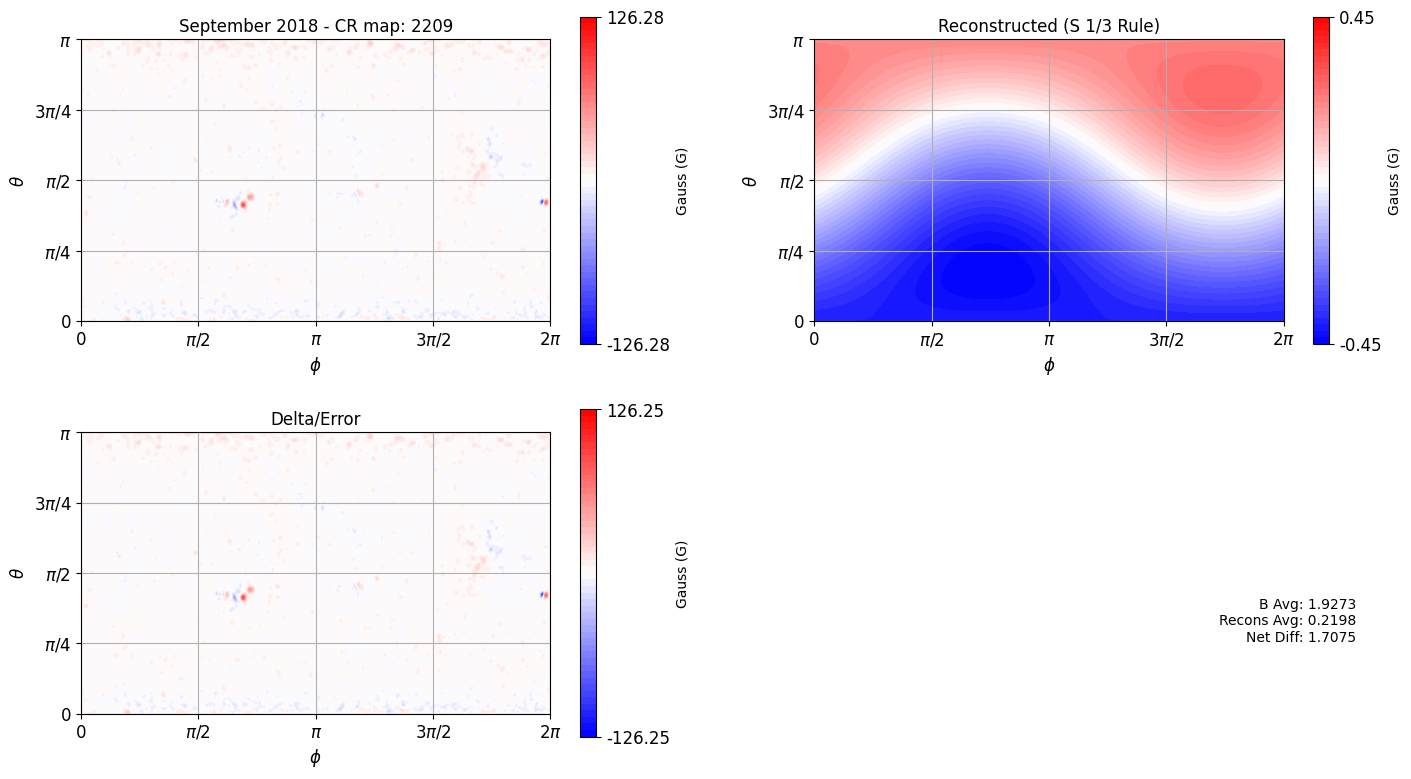 September 2018 - CR map: 2209
π
3π/4
π/2
π/4
0
θ
0
π/2
π
3π/2
2π
ϕ
126.28
-126.28
Gauss (G)
Reconstructed (S 1/3 Rule)
π
3π/4
π/2
π/4
0
θ
0
π/2
π
3π/2
2π
ϕ
0.45
-0.45
Gauss (G)
Delta/Error
π
3π/4
π/2
π/4
0
θ
0
π/2
π
3π/2
2π
ϕ
126.25
-126.25
Gauss (G)
B Avg: 1.9273
Recons Avg: 0.2198
Net Diff: 1.7075